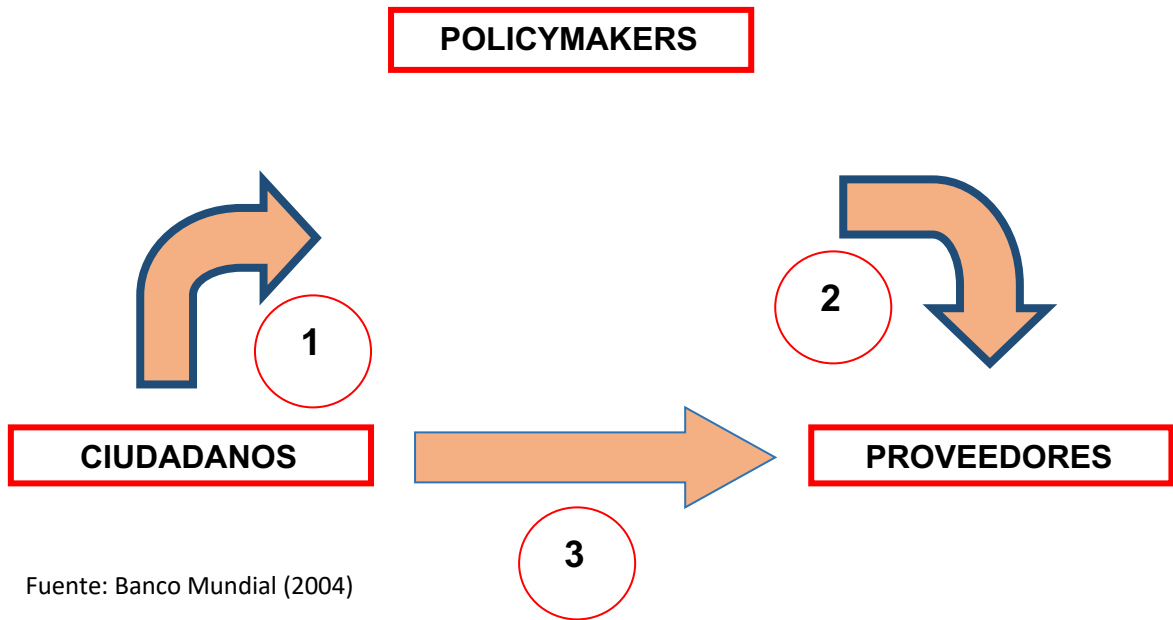 POLICYMAKERS
2
1
CIUDADANOS
PROVEEDORES
3
Fuente: Banco Mundial (2004)